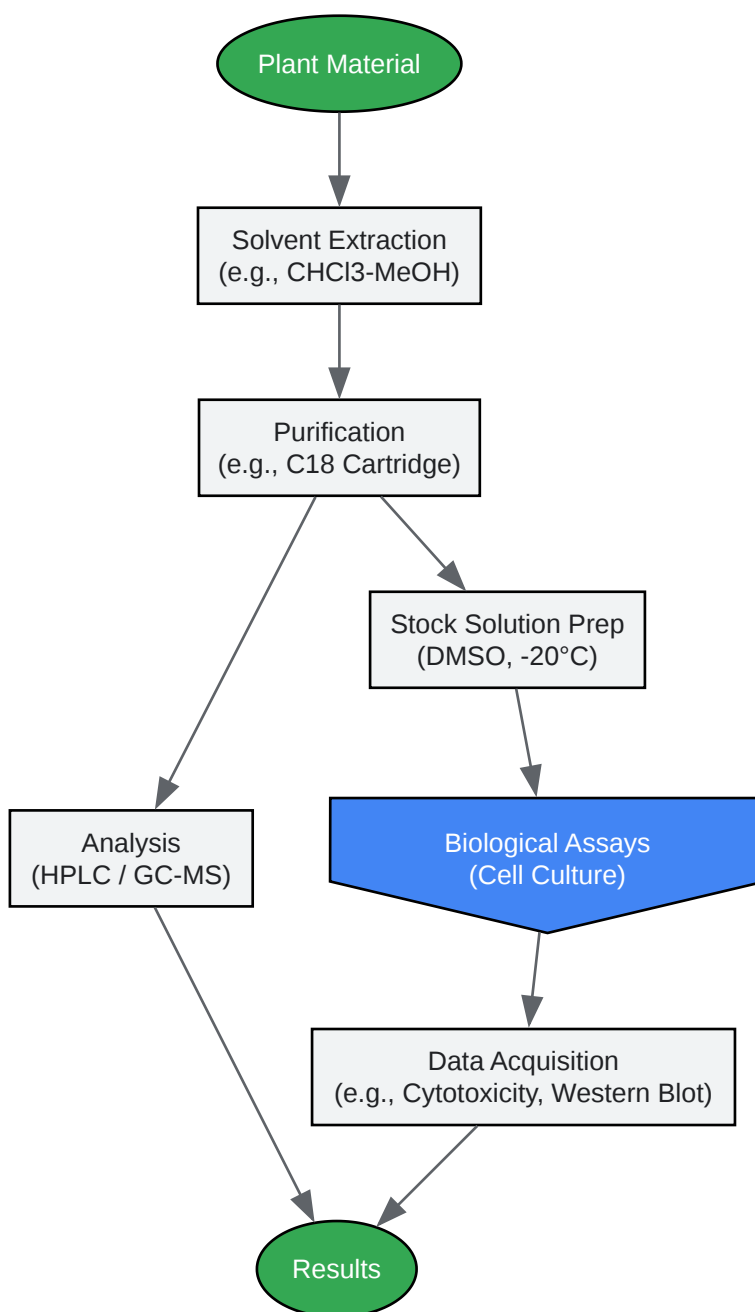 Plant Material
Solvent Extraction
(e.g., CHCl3-MeOH)
Purification
(e.g., C18 Cartridge)
Stock Solution Prep
(DMSO, -20°C)
Analysis
(HPLC / GC-MS)
Biological Assays
(Cell Culture)
Data Acquisition
(e.g., Cytotoxicity, Western Blot)
Results